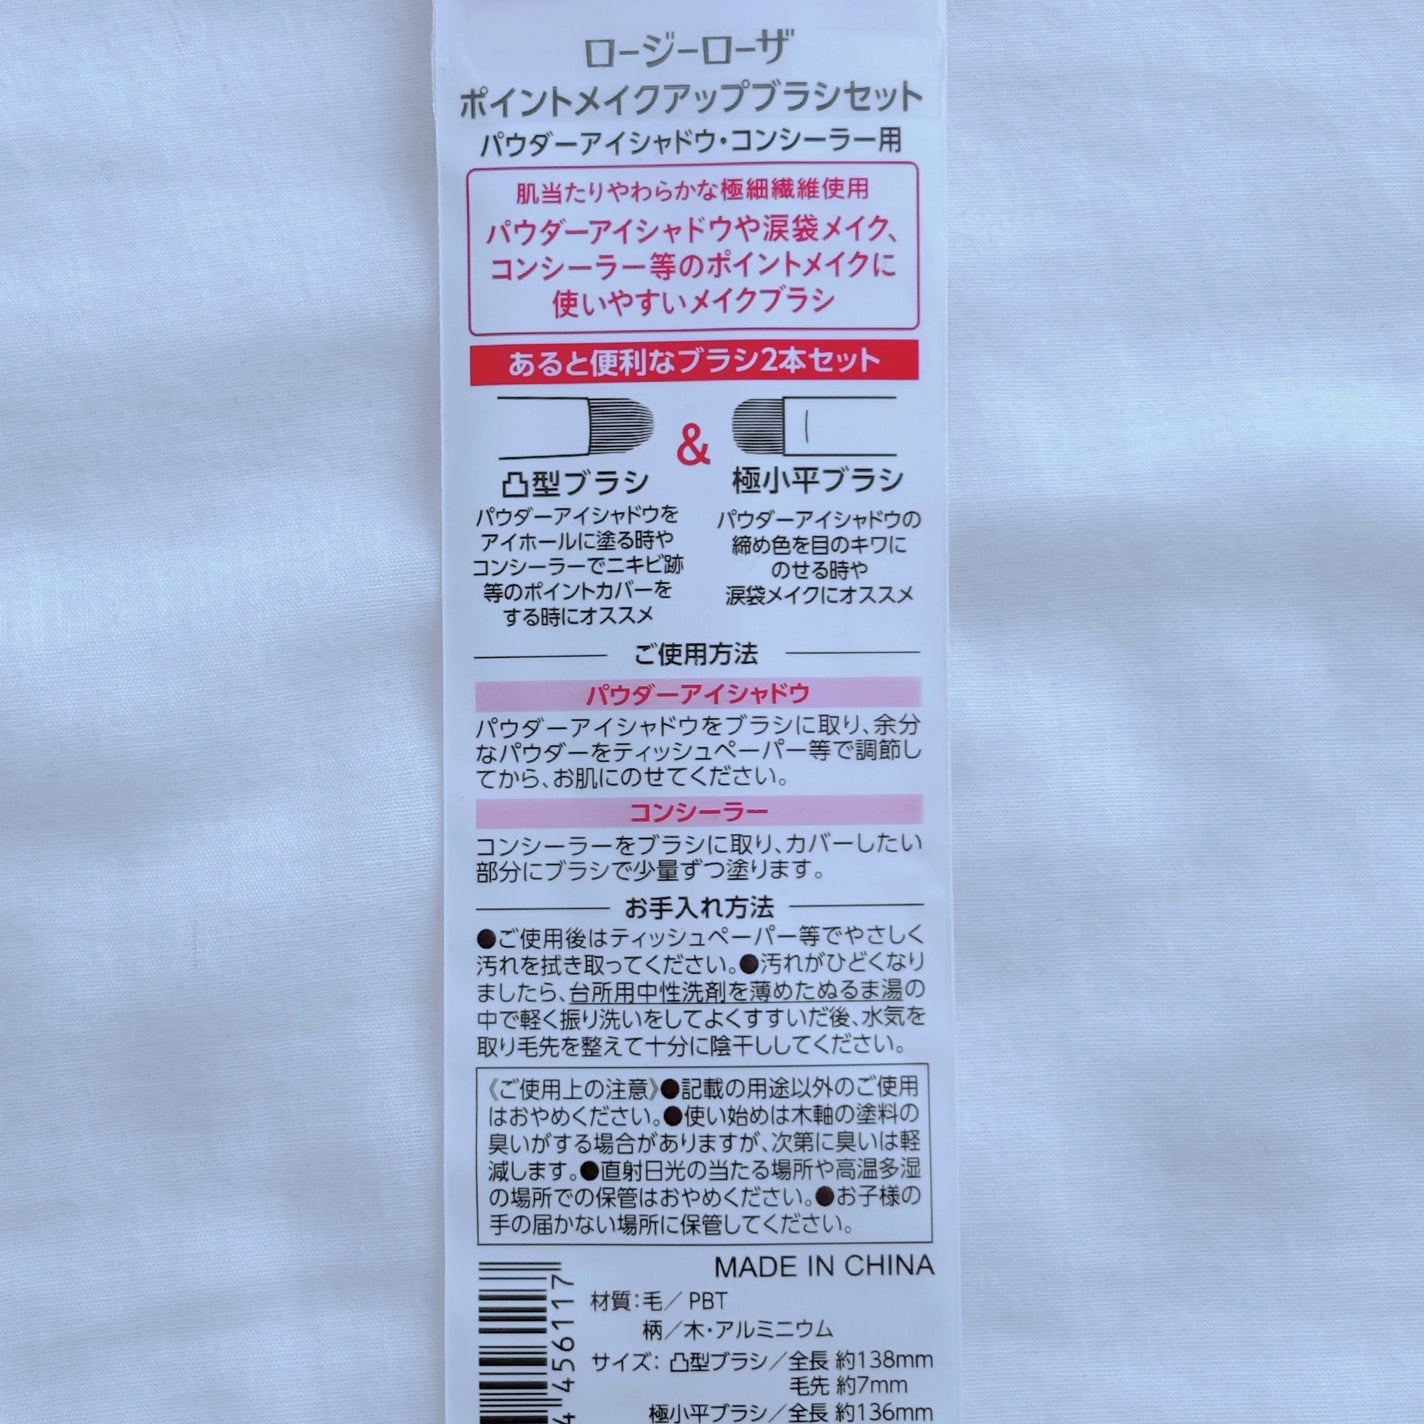 ロージーローザ
ポイントメイクアップブラシセット
パウダーアイシャドウ・コンシーラー用
肌当たりやわらかな極細繊維使用
パウダーアイシャドウや涙袋メイク、
コンシーラー等のポイントメイクに
使いやすいメイクブラシ
あると便利なブラシ2本セット
&
凸型ブラシ
パウダーアイシャドウを
アイホールに塗る時や
コンシーラーでニキビ跡
等のポイントカバーを
する時にオススメ
極小平ブラシ
パウダーアイシャドウの
締め色を目のキワに
のせる時や
涙袋メイクにオススメ
ご使用方法
パウダーアイシャドウ
パウダーアイシャドウをブラシに取り、余分
なパウダーをティッシュペーパー等で調節し
てから、お肌にのせてください。
コンシーラー
コンシーラーをブラシに取り、カバーしたい
部分にブラシで少量ずつ塗ります。
お手入れ方法
●ご使用後はティッシュペーパー等でやさしく
汚れを拭き取ってください。●汚れがひどくなり
ましたら、台所用中性洗剤を薄めたぬるま湯の
中で軽く振り洗いをしてよくすすいだ後、水気を
取り毛先を整えて十分に陰干ししてください。
《ご使用上の注意》●記載の用途以外のご使用
はおやめください。●使い始めは木軸の塗料の
臭いがする場合がありますが、次第に臭いは軽
減します。●直射日光の当たる場所や高温多湿
の場所での保管はおやめください。●お子様の
手の届かない場所に保管してください。
MADE IN CHINA
材質:毛／PBT
柄／木・アルミニウム
サイズ: 凸型ブラシ／全長 約138mm
毛先 約7mm
極小平ブラシ／全長 約136mm
4 456117